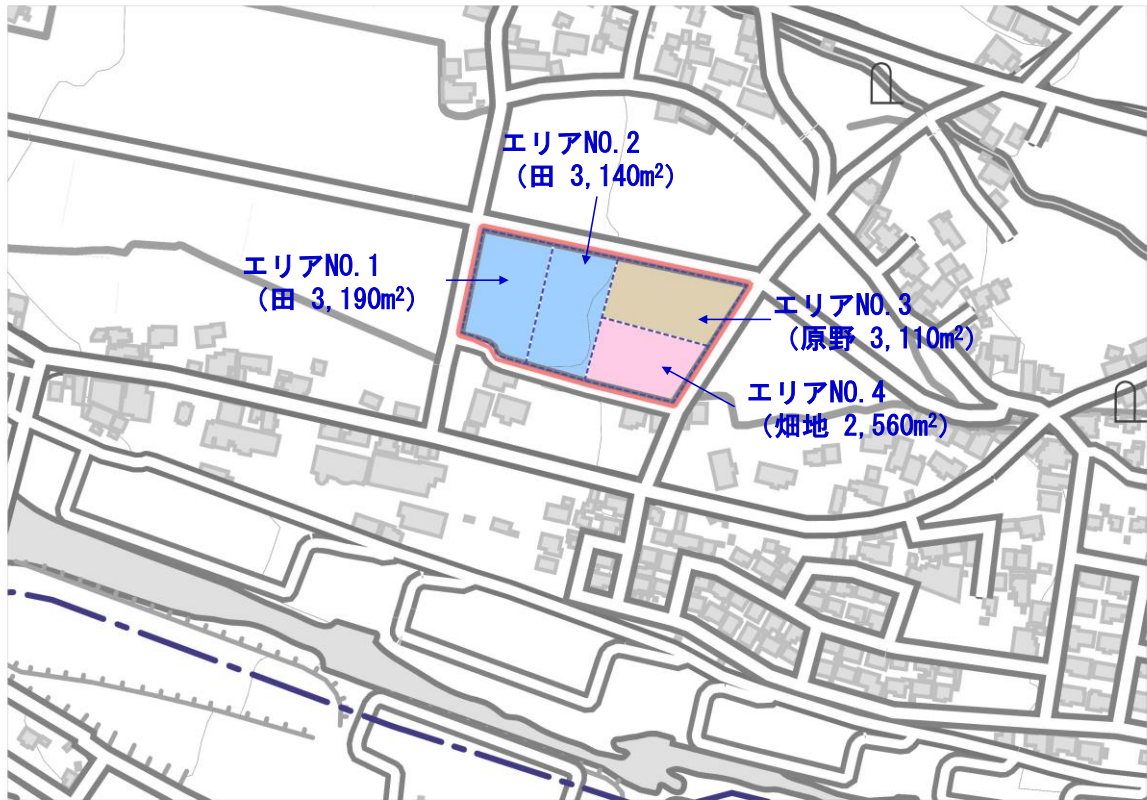 エリアNO.2
（田 3,140m²）
エリアNO.1
（田 3,190m²）
エリアNO.3
（原野 3,110m²）
エリアNO.4
（畑地 2,560m²）